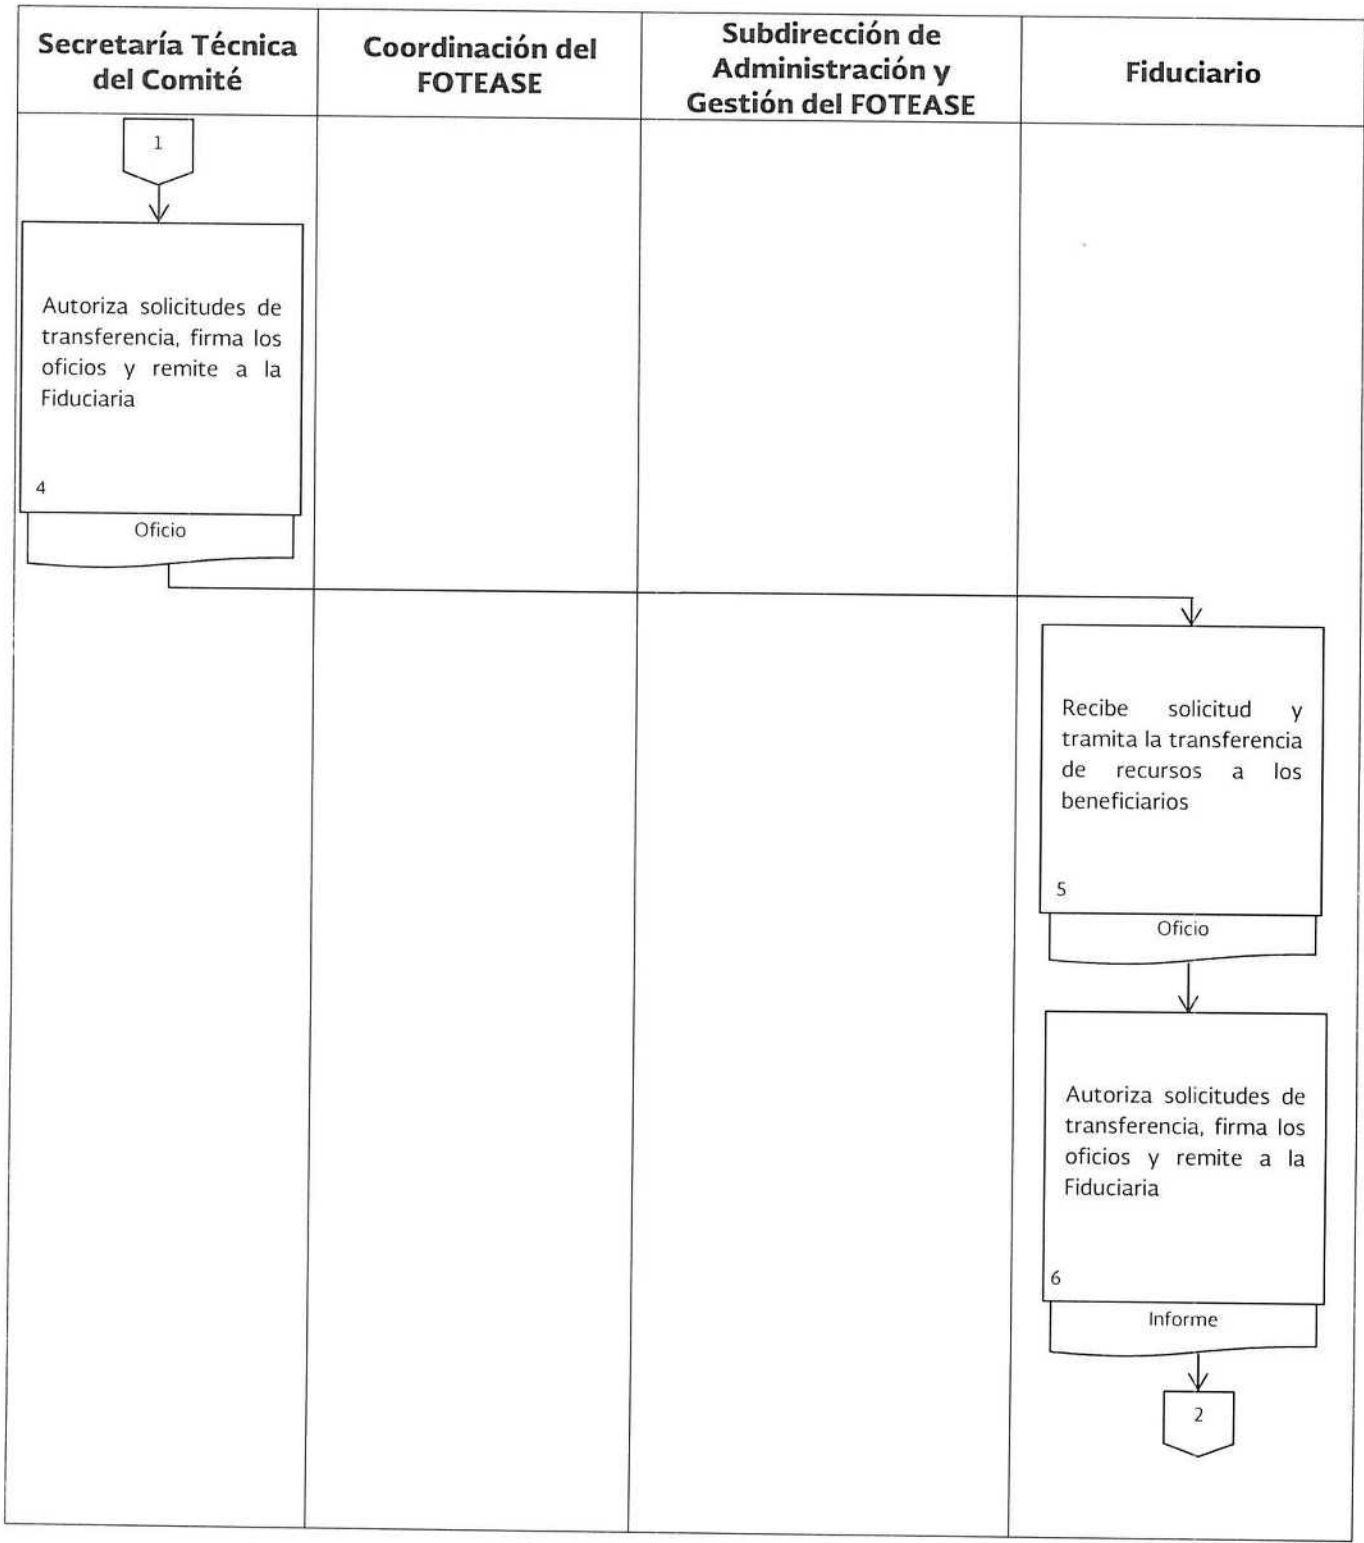 Secretaría Técnica
del Comité
Coordinación del
FOTEASE
Subdirección de
Administración y
Gestión del FOTEASE
Fiduciario
1
Autoriza solicitudes de
transferencia, firma los
oficios y remite a la
Fiduciaria
4
Oficio
Recibe solicitud y
tramita la transferencia
de recursos a los
beneficiarios
5
Oficio
Autoriza solicitudes de
transferencia, firma los
oficios y remite a la
Fiduciaria
6
Informe
2